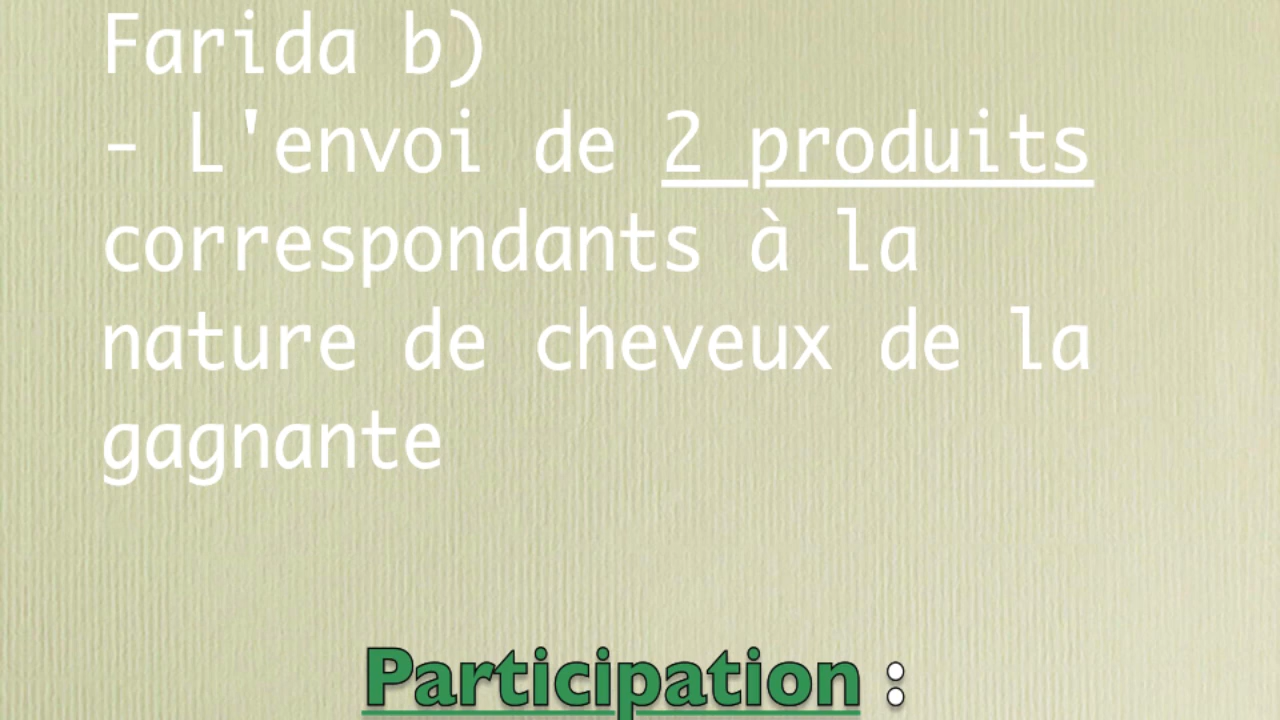 Farida b)
- L'envoi de 2 produits
correspondants à la
nature de cheveux de la
gagnante
Participation :